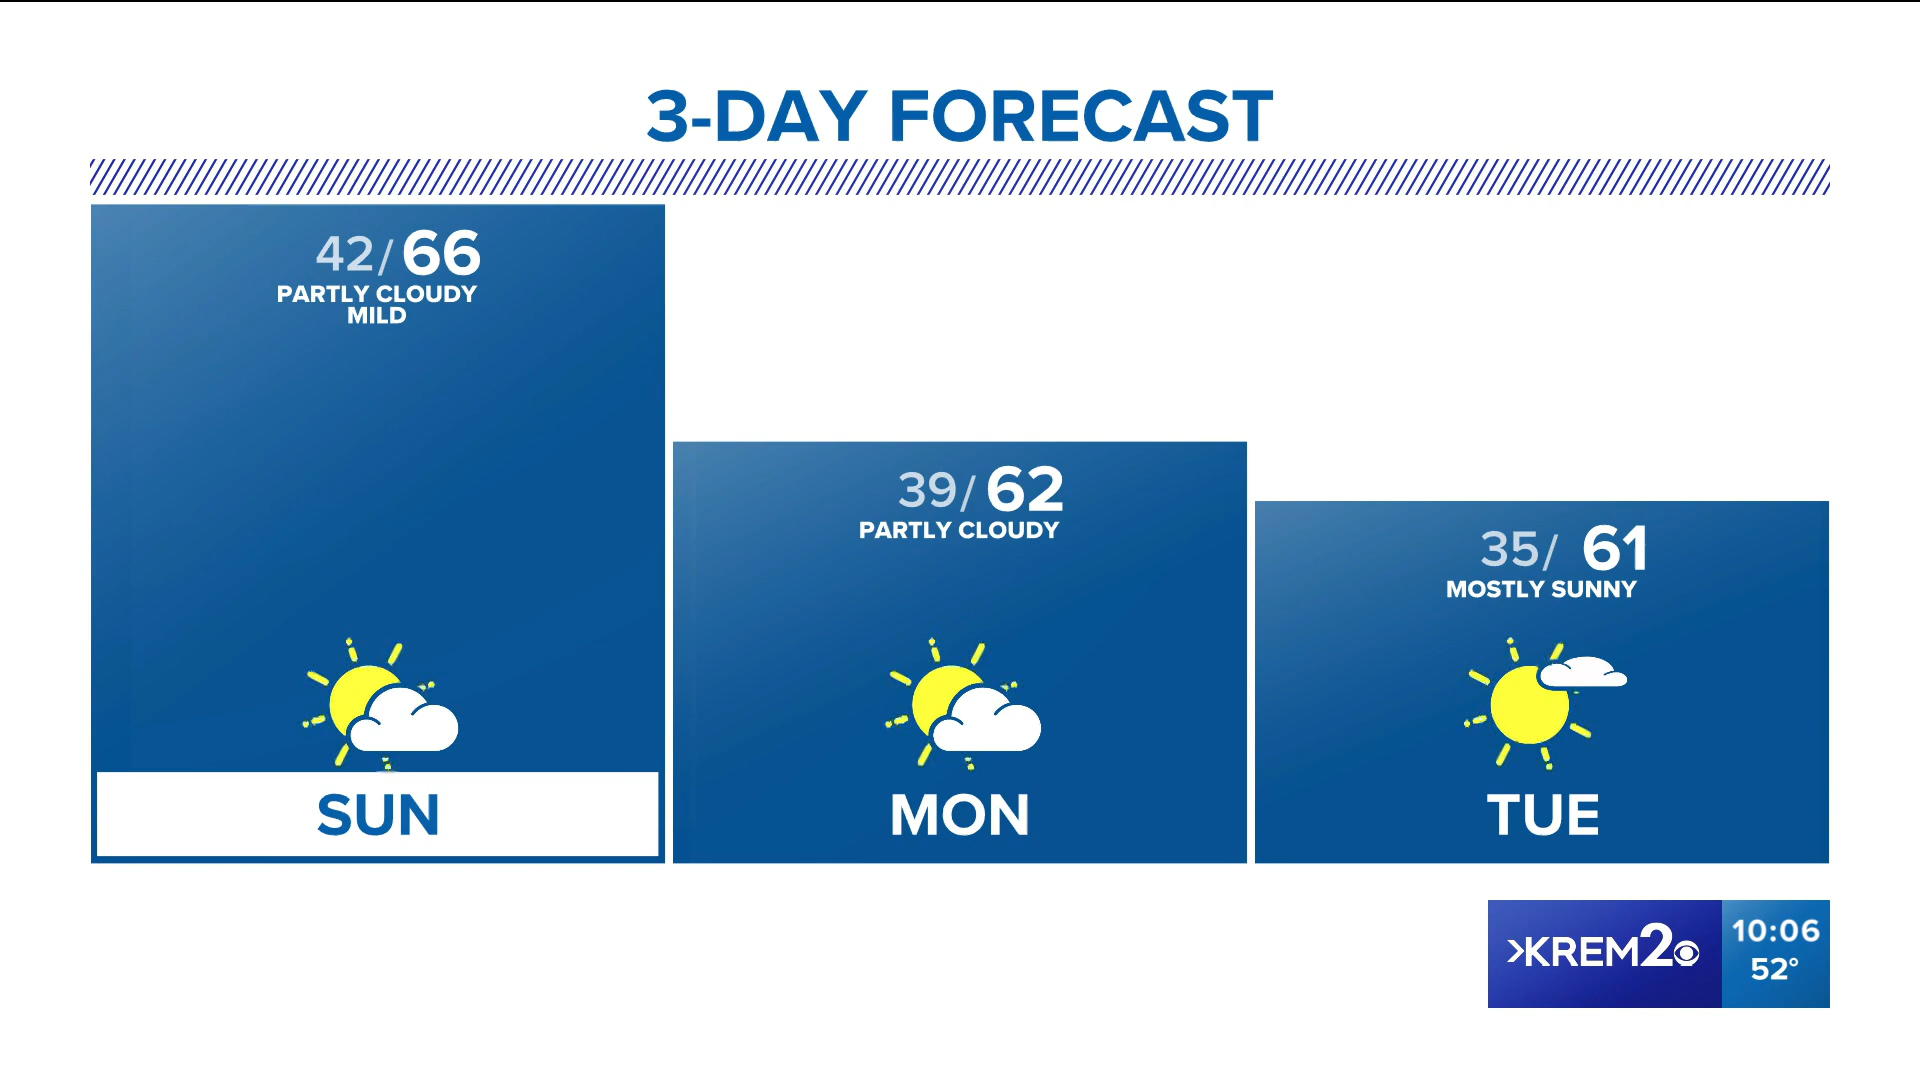 3-DAY FORECAST
42/66
PARTLY CLOUDY
MILD
SUN
39/62
PARTLY CLOUDY
MON
35/ 61
MOSTLY SUNNY
TUE
KREM2
10:06
52°